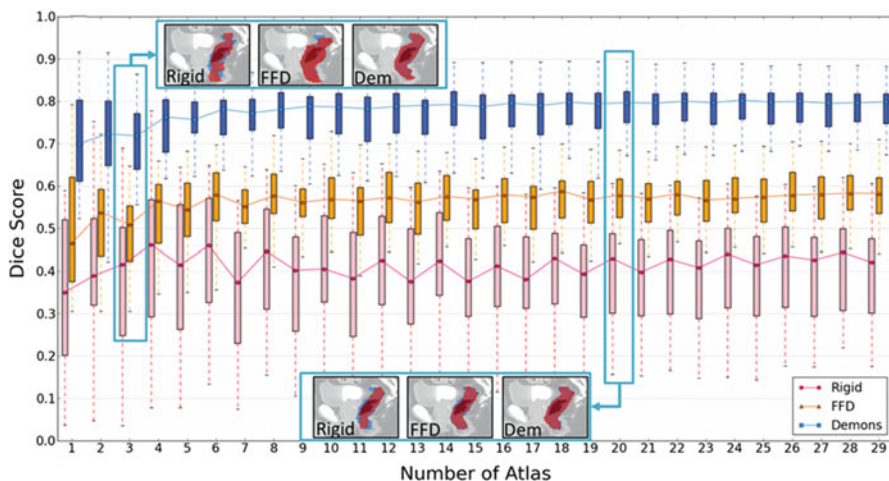 1.0
0.9
0.8
0.7
0.6
0.5
0.4
0.3
0.2
0.1
0.0
Dice Score
Rigid FFD Dem
Rigid FFD Dem
Rigid
FFD
Demons
1 2 3 4 5 6 7 8 9 10 11 12 13 14 15 16 17 18 19 20 21 22 23 24 25 26 27 28 29
Number of Atlas